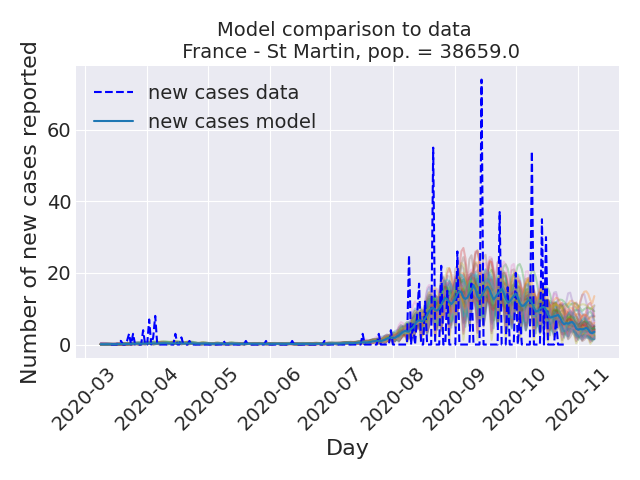 Model comparison to data
France - St Martin, pop. = 38659.0
Number of new cases reported
new cases data
new cases model
60
40
20
0
2020-03
2020-04
2020-05
2020-06
2020-07
2020-08
2020-09
2020-10
2020-11
Day